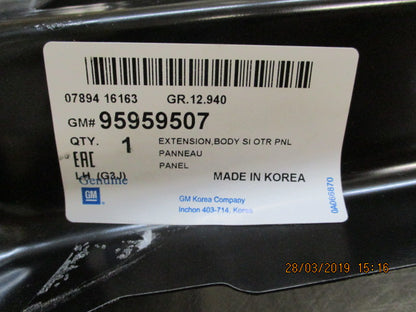 07894 16163 GR.12.940
GM# 95959507
QTY. 1 EXTENSION,BODY SI OTR PNL
EAC PANNEAU
LH (G3J) PANEL
Genuine MADE IN KOREA
GM
GM Korea Company
Inchon 403-714, Korea
0A066870
28/03/2019 15:16